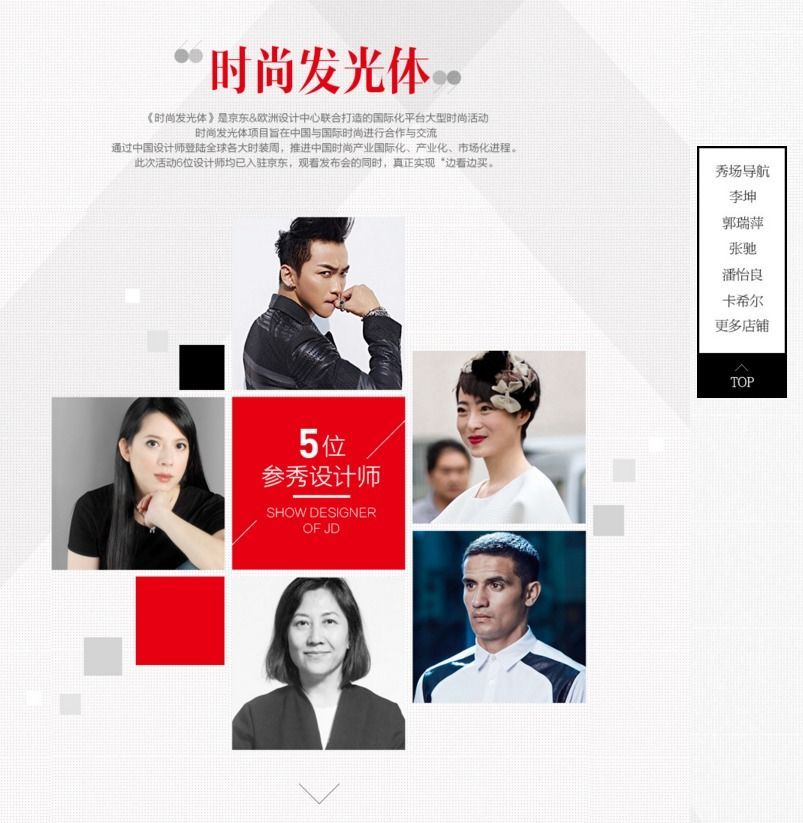 时尚发光体
《时尚发光体》是京东&欧洲设计中心联合打造的国际化平台大型时尚活动
时尚发光体项目旨在中国与国际时尚进行合作与交流
通过中国设计师登陆全球各大时装周，推进中国时尚产业国际化、产业化、市场化进程。
此次活动6位设计师均已入驻京东，观看发布会的同时，真正实现“边看边买。
5位
参秀设计师
SHOW DESIGNER
OF JD
秀场导航
李坤
郭瑞萍
张驰
潘怡良
卡希尔
更多店铺
TOP